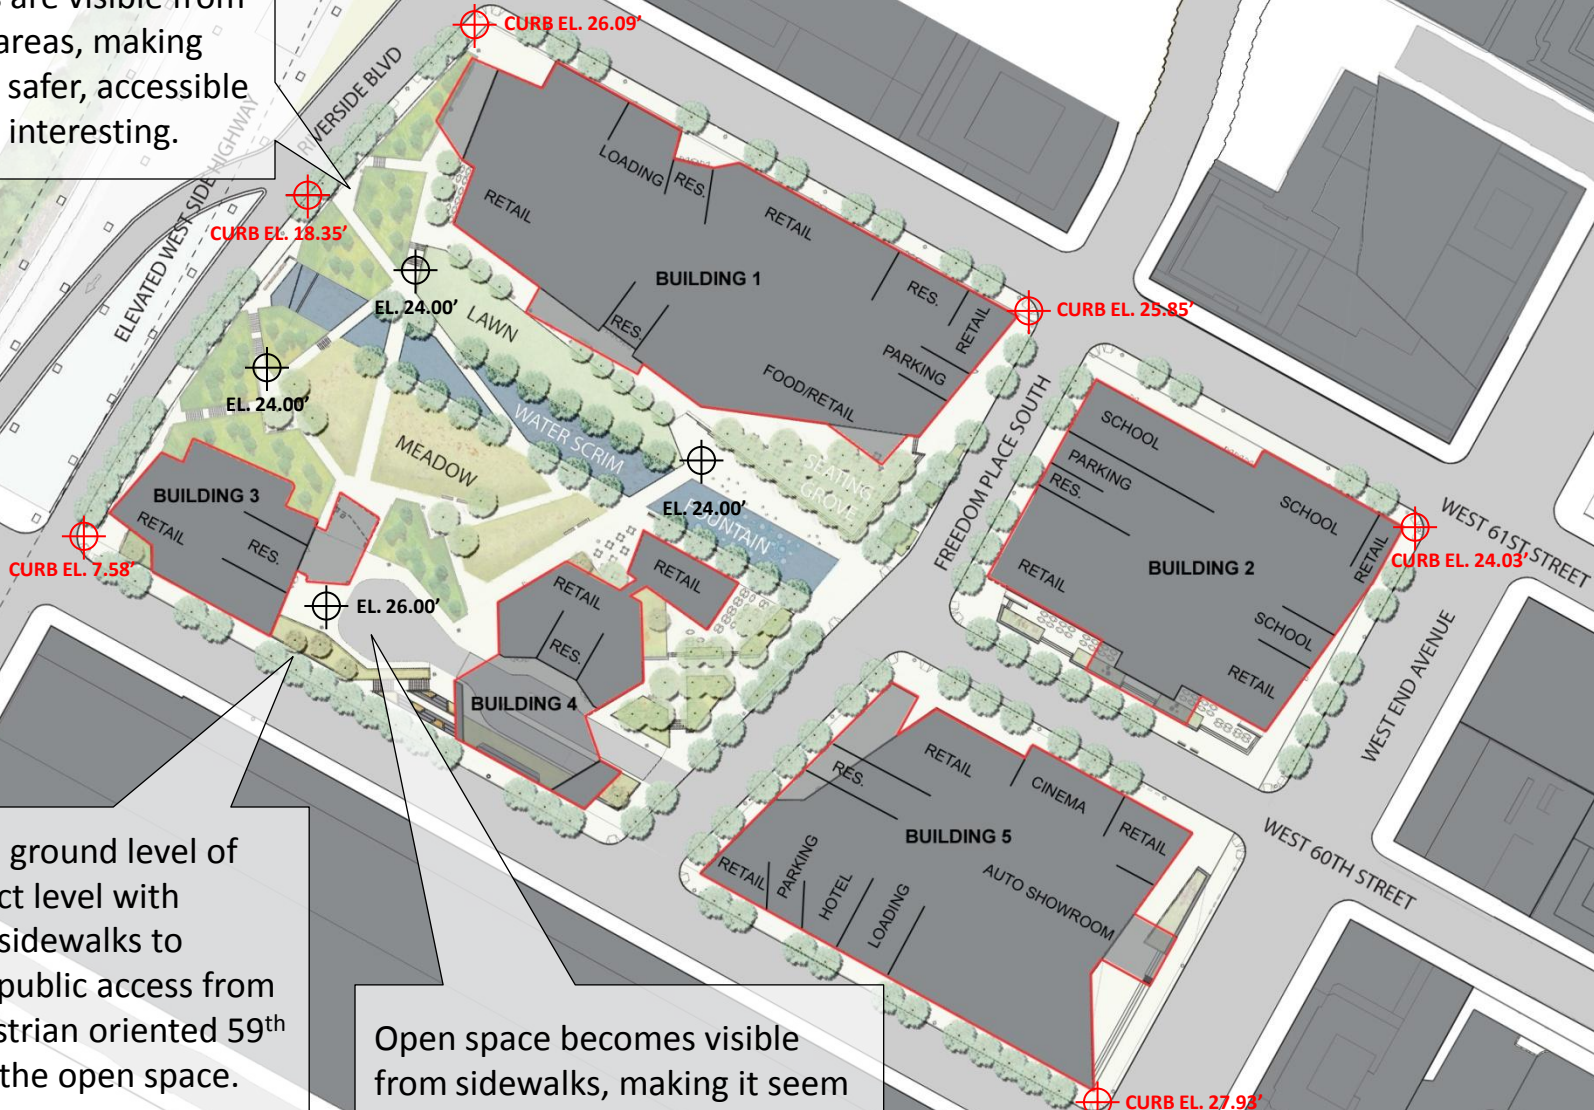 s are visible from
areas, making
safer, accessible
interesting.
CURB EL. 26.09'
RIVERSIDE BLVD
ELEVATED WEST SIDE HIGHWAY
CURB EL. 18.35'
LOADING
RES.
RETAIL
RETAIL
BUILDING 1
RES.
RETAIL
RES.
PARKING
FOOD/RETAIL
CURB EL. 25.85'
EL. 24.00'
LAWN
EL. 24.00'
WATER SCRIM
MEADOW
SEATING
GROVE
EL. 24.00'
FOUNTAIN
FREEDOM PLACE SOUTH
SCHOOL
PARKING
RES.
SCHOOL
RETAIL
RETAIL
BUILDING 2
SCHOOL
RETAIL
WEST 61ST STREET
CURB EL. 24.03'
WEST END AVENUE
BUILDING 3
RETAIL
RES.
CURB EL. 7.58'
EL. 26.00'
RETAIL
RETAIL
RES.
BUILDING 4
RETAIL
RES.
CINEMA
RETAIL
BUILDING 5
RETAIL
PARKING
HOTEL
LOADING
AUTO SHOWROOM
WEST 60TH STREET
CURB EL. 27.93'
ground level of
ct level with
sidewalks to
public access from
strian oriented 59th
the open space.
Open space becomes visible
from sidewalks, making it seem